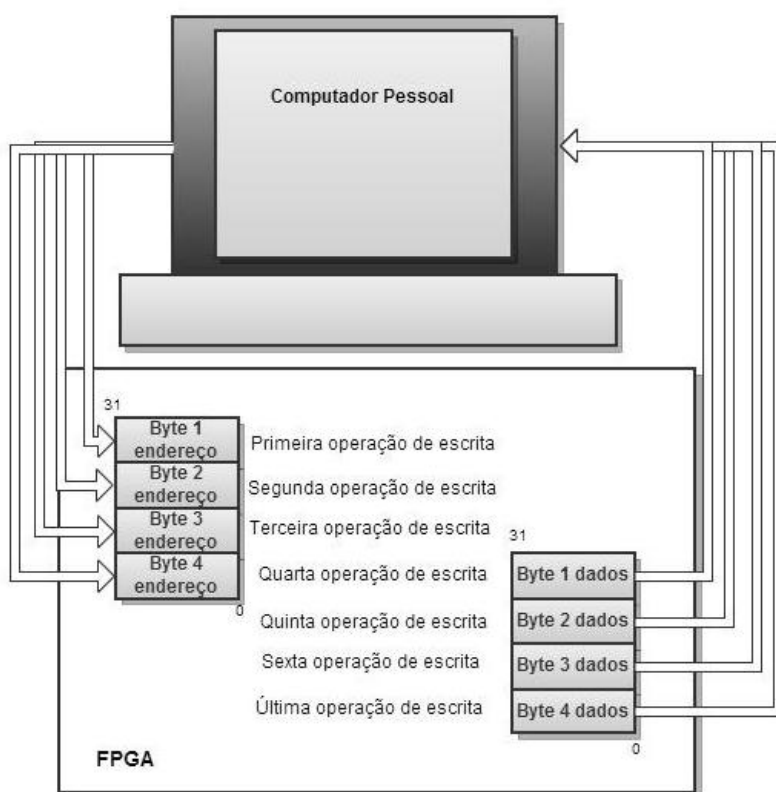 Computador Pessoal
31
Byte 1
endereço
Primeira operação de escrita
Byte 2
endereço
Segunda operação de escrita
Byte 3
endereço
Terceira operação de escrita
31
Byte 4
endereço
Quarta operação de escrita
Byte 1 dados
0
Quinta operação de escrita
Byte 2 dados
Sexta operação de escrita
Byte 3 dados
Última operação de escrita
Byte 4 dados
0
FPGA